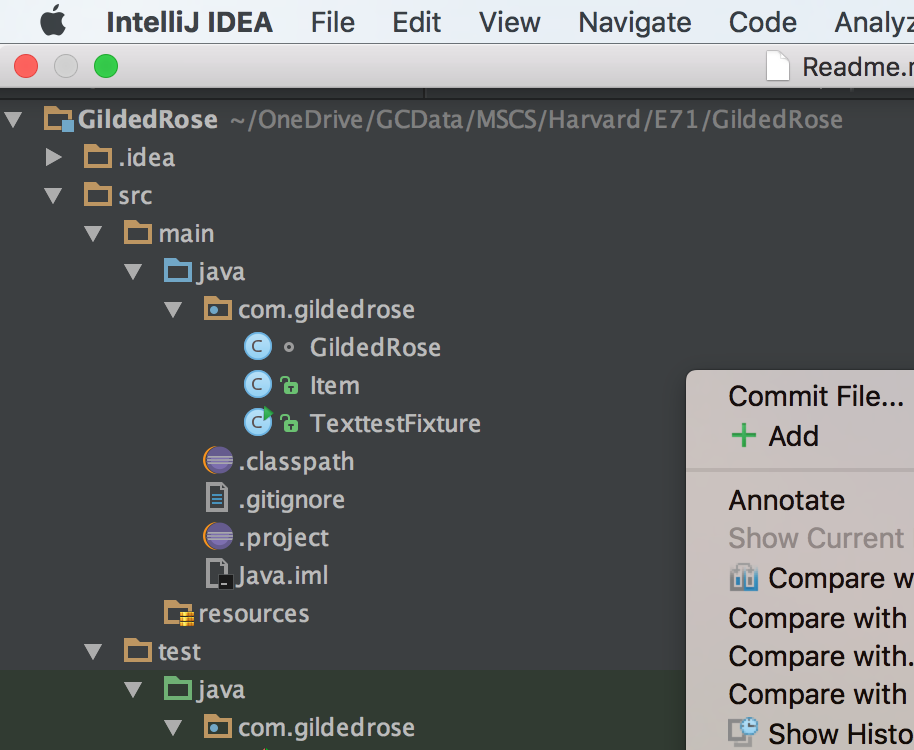 IntelliJ IDEA File Edit View Navigate Code
Readme.
GildedRose ~/OneDrive/GCData/MSCS/Harvard/E71/GildedRose
.idea
src
main
java
com.gildedrose
C GildedRose
C Item
C TexttestFixture
.classpath
.gitignore
.project
Java.iml
resources
test
java
com.gildedrose
Commit File...
Add
Annotate
Show Current
Compare
Compare with
Compare with.
Compare with
Show